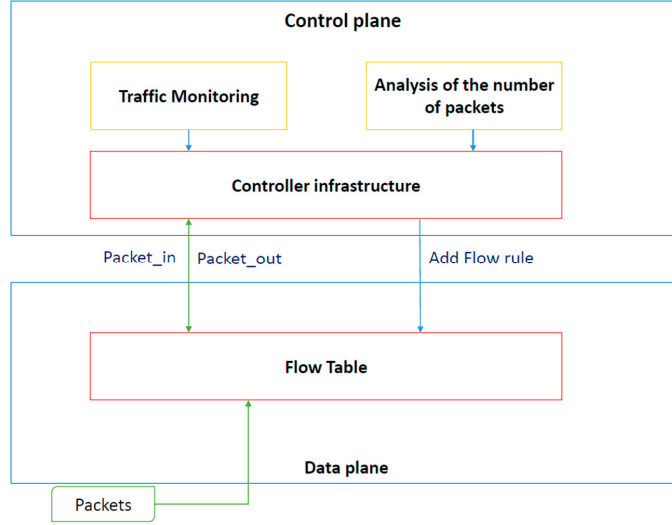 Control plane
Traffic Monitoring
Analysis of the number
of packets
Controller infrastructure
Packet_in
Packet_out
Add Flow rule
Flow Table
Data plane
Packets